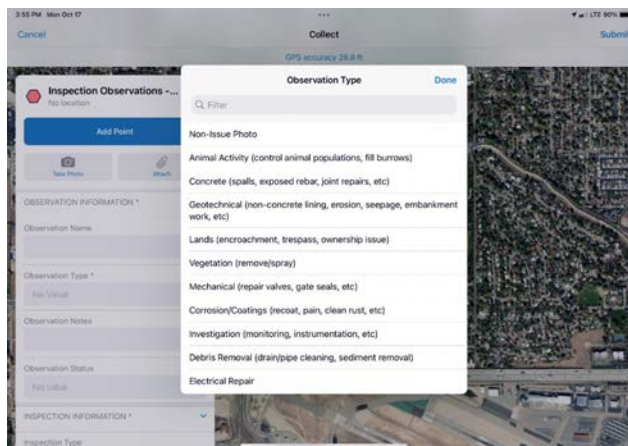 3:55 PM Mon Oct 17
LTE 90%
Cancel
Collect
Submit
GPS accuracy 28.8 ft
Inspection Observations -...
No location
Add Point
Take Photo
Attach
OBSERVATION INFORMATION *
Observation Name
Observation Type *
No Value
Observation Notes
Observation Status
No value
INSPECTION INFORMATION *
Inspection Type
Observation Type
Done
Filter
Non-Issue Photo
Animal Activity (control animal populations, fill burrows)
Concrete (spalls, exposed rebar, joint repairs, etc)
Geotechnical (non-concrete lining, erosion, seepage, embankment
work, etc)
Lands (encroachment, trespass, ownership issue)
Vegetation (remove/spray)
Mechanical (repair valves, gate seals, etc)
Corrosion/Coatings (recoat, pain, clean rust, etc)
Investigation (monitoring, instrumentation, etc)
Debris Removal (drain/pipe cleaning, sediment removal)
Electrical Repair